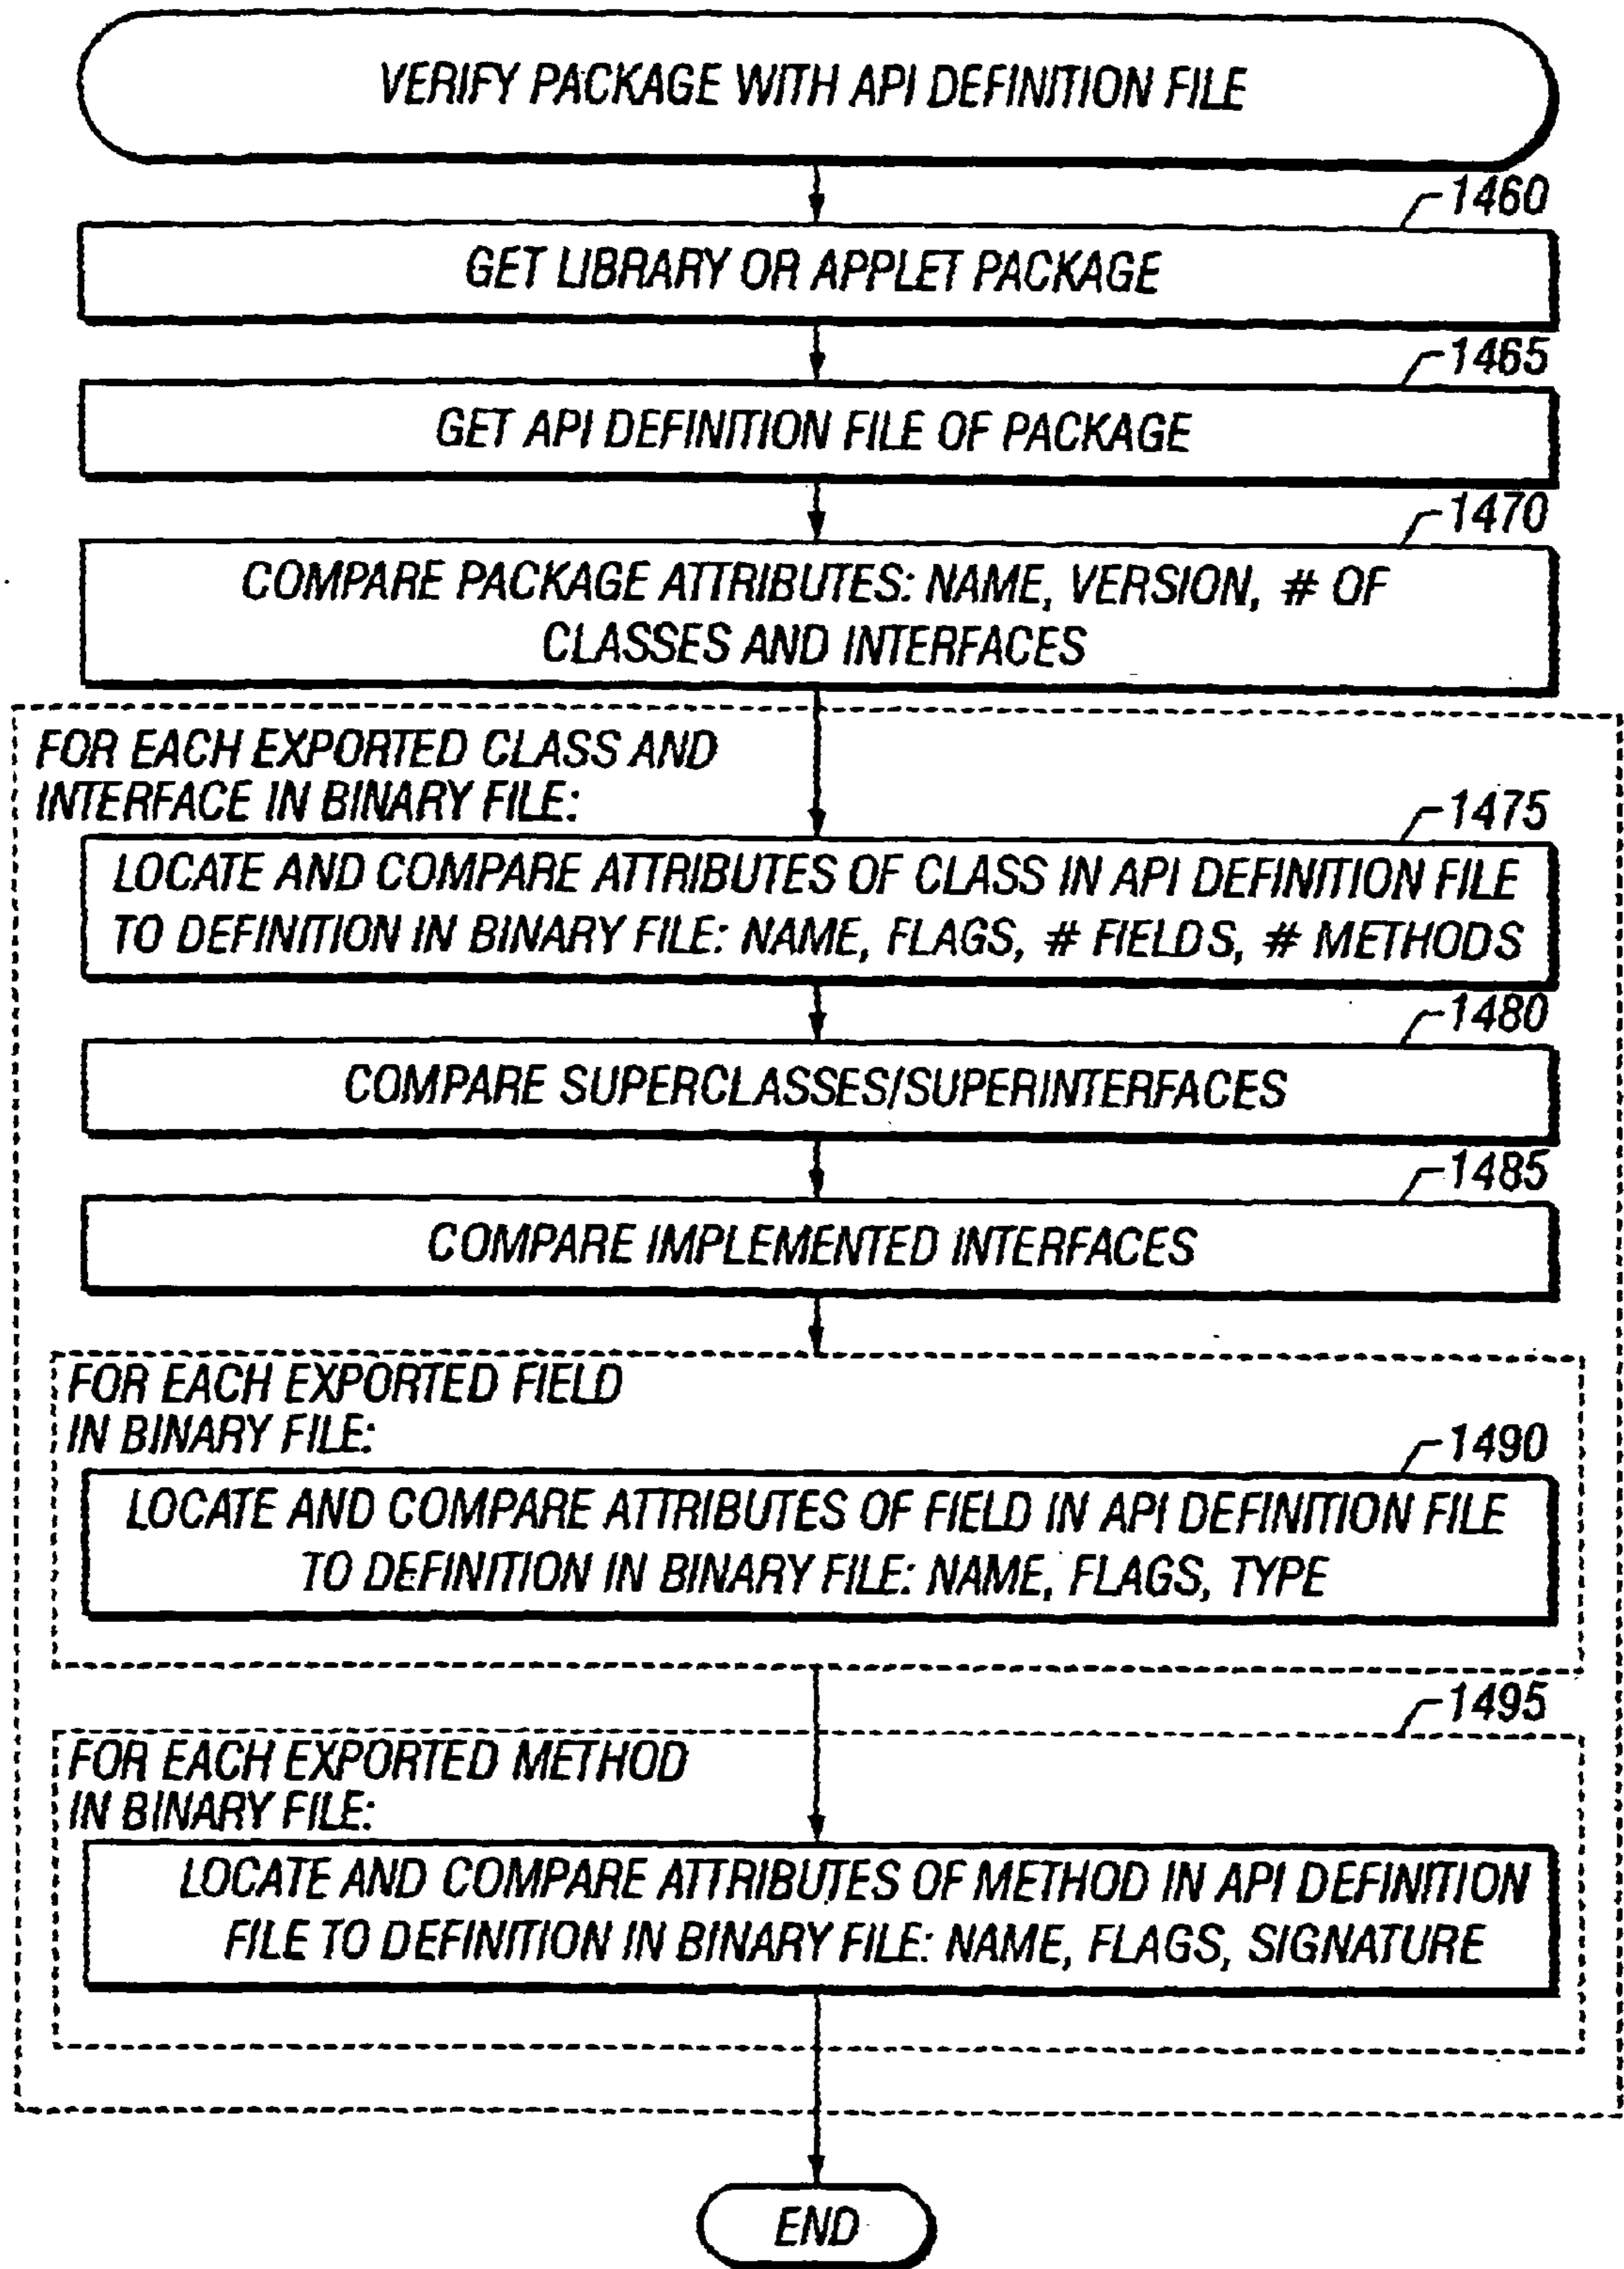 VERIFY PACKAGE WITH API DEFINITION FILE
1460
GET LIBRARY OR APPLET PACKAGE
1465
GET API DEFINITION FILE OF PACKAGE
1470
COMPARE PACKAGE ATTRIBUTES: NAME, VERSION, # OF
CLASSES AND INTERFACES
FOR EACH EXPORTED CLASS AND
INTERFACE IN BINARY FILE:
1475
LOCATE AND COMPARE ATTRIBUTES OF CLASS IN API DEFINITION FILE
TO DEFINITION IN BINARY FILE: NAME, FLAGS, # FIELDS, # METHODS
1480
COMPARE SUPERCLASSES/SUPERINTERFACES
1485
COMPARE IMPLEMENTED INTERFACES
FOR EACH EXPORTED FIELD
IN BINARY FILE:
1490
LOCATE AND COMPARE ATTRIBUTES OF FIELD IN API DEFINITION FILE
TO DEFINITION IN BINARY FILE: NAME, FLAGS, TYPE
1495
FOR EACH EXPORTED METHOD
IN BINARY FILE:
LOCATE AND COMPARE ATTRIBUTES OF METHOD IN API DEFINITION
FILE TO DEFINITION IN BINARY FILE: NAME, FLAGS, SIGNATURE
END